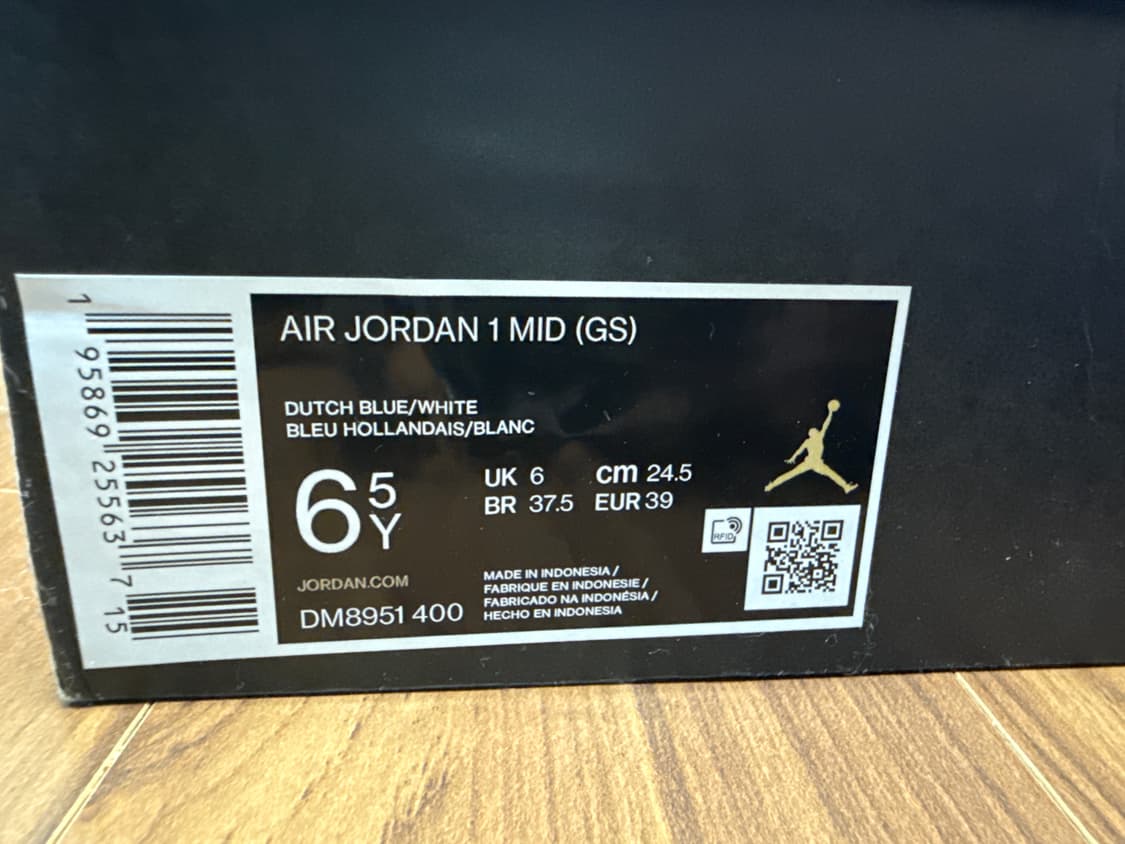 1 95869 25563 7 15
AIR JORDAN 1 MID (GS)
DUTCH BLUE/WHITE
BLEU HOLLANDAIS/BLANC
6 5 Y
UK 6 cm 24.5
BR 37.5 EUR 39
RFID
JORDAN.COM
DM8951 400
MADE IN INDONESIA /
FABRIQUE EN INDONESIE /
FABRICADO NA INDONÉSIA /
HECHO EN INDONESIA